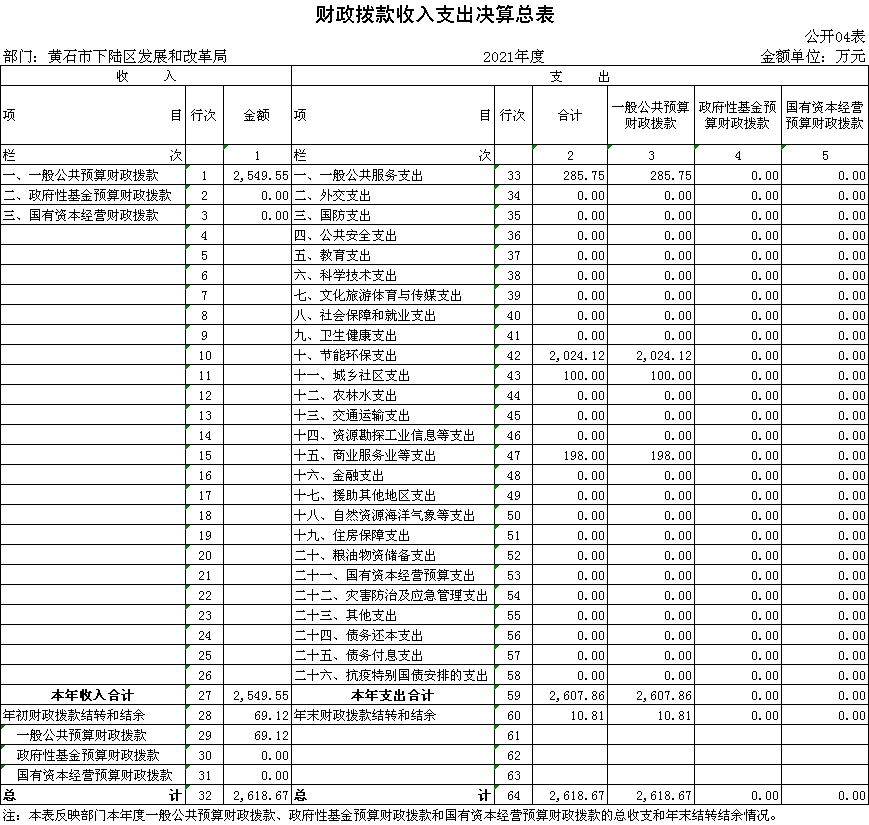 财政拨款收入支出决算总表
公开04表
部门：黄石市下陆区发展和改革局 2021年度 金额单位：万元
收 入 支 出
项 目 行次 金额 项 目 行次 合计 一般公共预算财政拨款 政府性基金预算财政拨款 国有资本经营预算财政拨款
栏 次 1 栏 次 2 3 4 5
一、一般公共预算财政拨款 1 2,549.55 一、一般公共服务支出 33 285.75 285.75 0.00 0.00
二、政府性基金预算财政拨款 2 0.00 二、外交支出 34 0.00 0.00 0.00 0.00
三、国有资本经营财政拨款 3 0.00 三、国防支出 35 0.00 0.00 0.00 0.00
4 四、公共安全支出 36 0.00 0.00 0.00 0.00
5 五、教育支出 37 0.00 0.00 0.00 0.00
6 六、科学技术支出 38 0.00 0.00 0.00 0.00
7 七、文化旅游体育与传媒支出 39 0.00 0.00 0.00 0.00
8 八、社会保障和就业支出 40 0.00 0.00 0.00 0.00
9 九、卫生健康支出 41 0.00 0.00 0.00 0.00
10 十、节能环保支出 42 2,024.12 2,024.12 0.00 0.00
11 十一、城乡社区支出 43 100.00 100.00 0.00 0.00
12 十二、农林水支出 44 0.00 0.00 0.00 0.00
13 十三、交通运输支出 45 0.00 0.00 0.00 0.00
14 十四、资源勘探工业信息等支出 46 0.00 0.00 0.00 0.00
15 十五、商业服务业等支出 47 198.00 198.00 0.00 0.00
16 十六、金融支出 48 0.00 0.00 0.00 0.00
17 十七、援助其他地区支出 49 0.00 0.00 0.00 0.00
18 十八、自然资源海洋气象等支出 50 0.00 0.00 0.00 0.00
19 十九、住房保障支出 51 0.00 0.00 0.00 0.00
20 二十、粮油物资储备支出 52 0.00 0.00 0.00 0.00
21 二十一、国有资本经营预算支出 53 0.00 0.00 0.00 0.00
22 二十二、灾害防治及应急管理支出 54 0.00 0.00 0.00 0.00
23 二十三、其他支出 55 0.00 0.00 0.00 0.00
24 二十四、债务还本支出 56 0.00 0.00 0.00 0.00
25 二十五、债务付息支出 57 0.00 0.00 0.00 0.00
26 二十六、抗疫特别国债安排的支出 58 0.00 0.00 0.00 0.00
本年收入合计 27 2,549.55 本年支出合计 59 2,607.86 2,607.86 0.00 0.00
年初财政拨款结转和结余 28 69.12 年末财政拨款结转和结余 60 10.81 10.81 0.00 0.00
一般公共预算财政拨款 29 69.12 61
政府性基金预算财政拨款 30 0.00 62
国有资本经营预算财政拨款 31 0.00 63
总 计 32 2,618.67 总 计 64 2,618.67 2,618.67 0.00 0.00
注：本表反映部门本年度一般公共预算财政拨款、政府性基金预算财政拨款和国有资本经营预算财政拨款的总收支和年末结转结余情况。